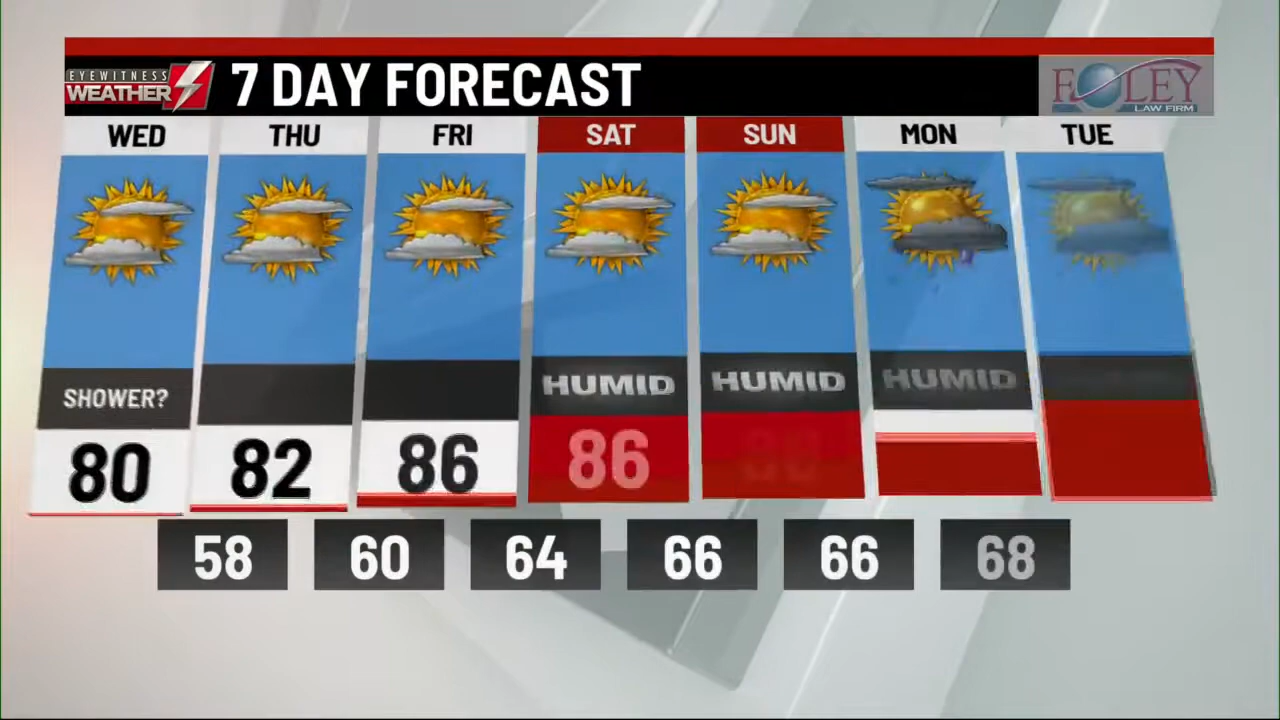 EYEWITNESS
WEATHER
7 DAY FORECAST
FOLEY
LAW FIRM
WED THU FRI SAT SUN MON TUE
SHOWER? HUMID HUMID HUMID
80 82 86 86
58 60 64 66 66 68